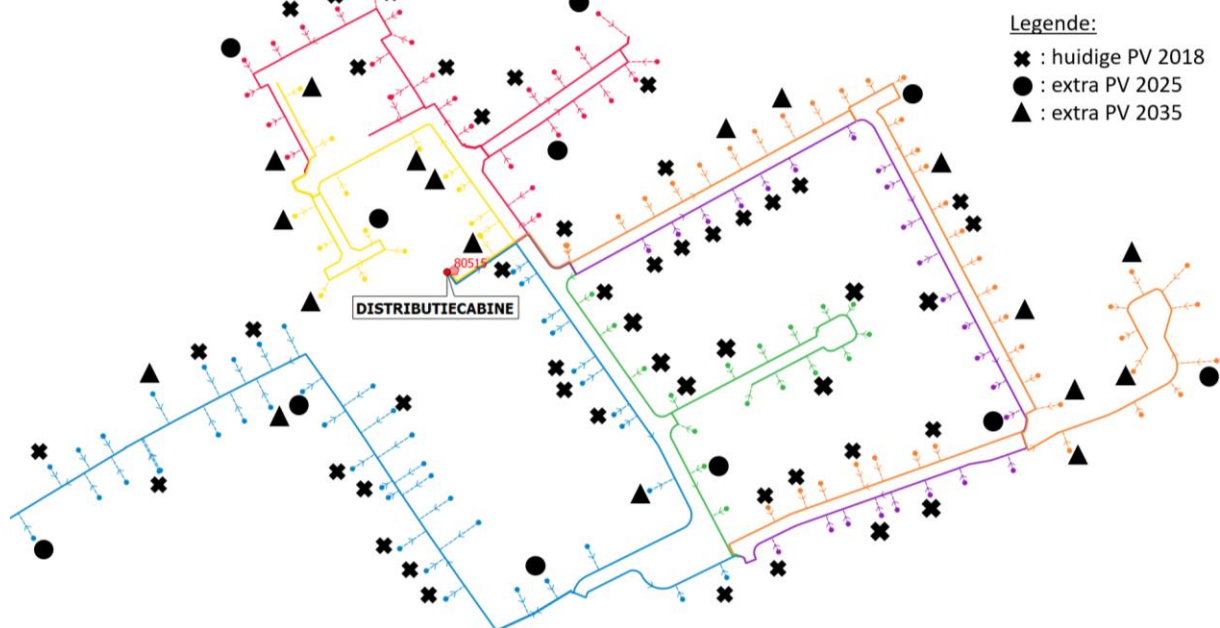 Legende:
✖ : huidige PV 2018
● : extra PV 2025
▲ : extra PV 2035
80515
DISTRIBUTIECABINE